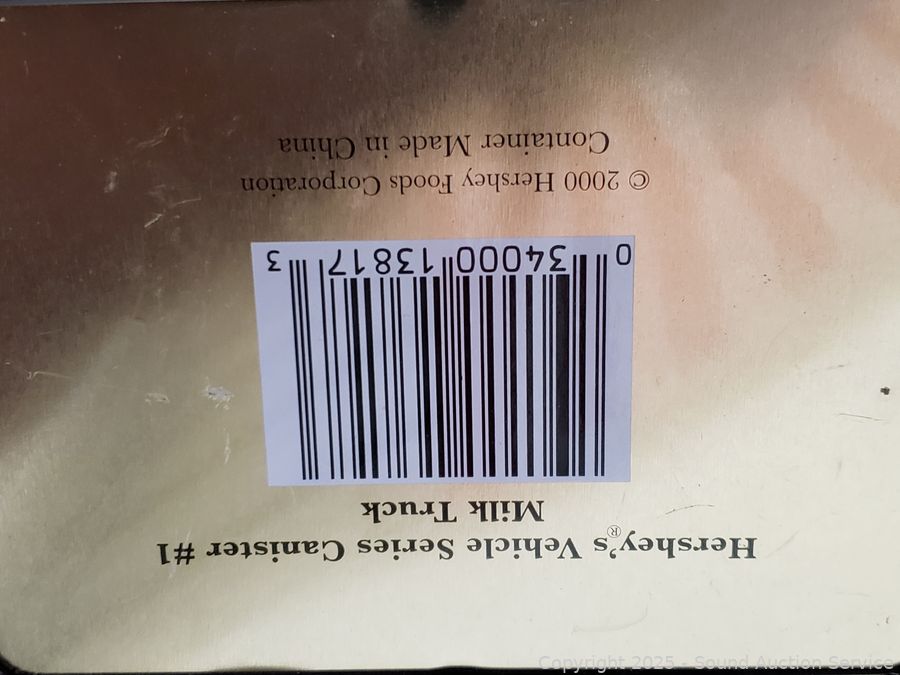 Hershey's® Vehicle Series Canister #1
Milk Truck
0 34000 13817 3
© 2000 Hershey Foods Corporation
Container Made in China
Copyright 2025 - Sound Auction Service